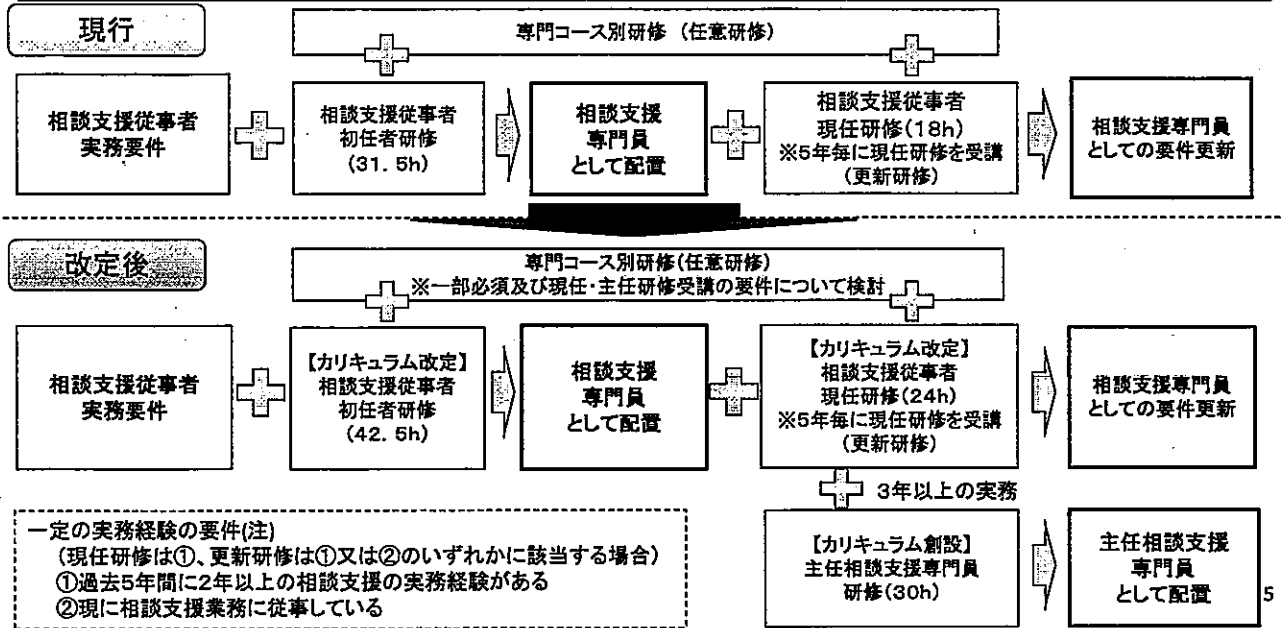 現行
専門コース別研修 (任意研修)
相談支援従事者
実務要件
相談支援従事者
初任者研修
(31.5h)
相談支援
専門員
として配置
相談支援従事者
現任研修(18h)
※5年毎に現任研修を受講
(更新研修)
相談支援専門員
としての要件更新
改定後
専門コース別研修(任意研修)
※一部必須及び現任・主任研修受講の要件について検討
相談支援従事者
実務要件
【カリキュラム改定】
相談支援従事者
初任者研修
(42.5h)
相談支援
専門員
として配置
【カリキュラム改定】
相談支援従事者
現任研修(24h)
※5年毎に現任研修を受講
(更新研修)
相談支援専門員
としての要件更新
3年以上の実務
一定の実務経験の要件(注)
(現任研修は①、更新研修は①又は②のいずれかに該当する場合)
①過去5年間に2年以上の相談支援の実務経験がある
②現に相談支援業務に従事している
【カリキュラム創設】
主任相談支援専門員
研修(30h)
主任相談支援
専門員
として配置
5